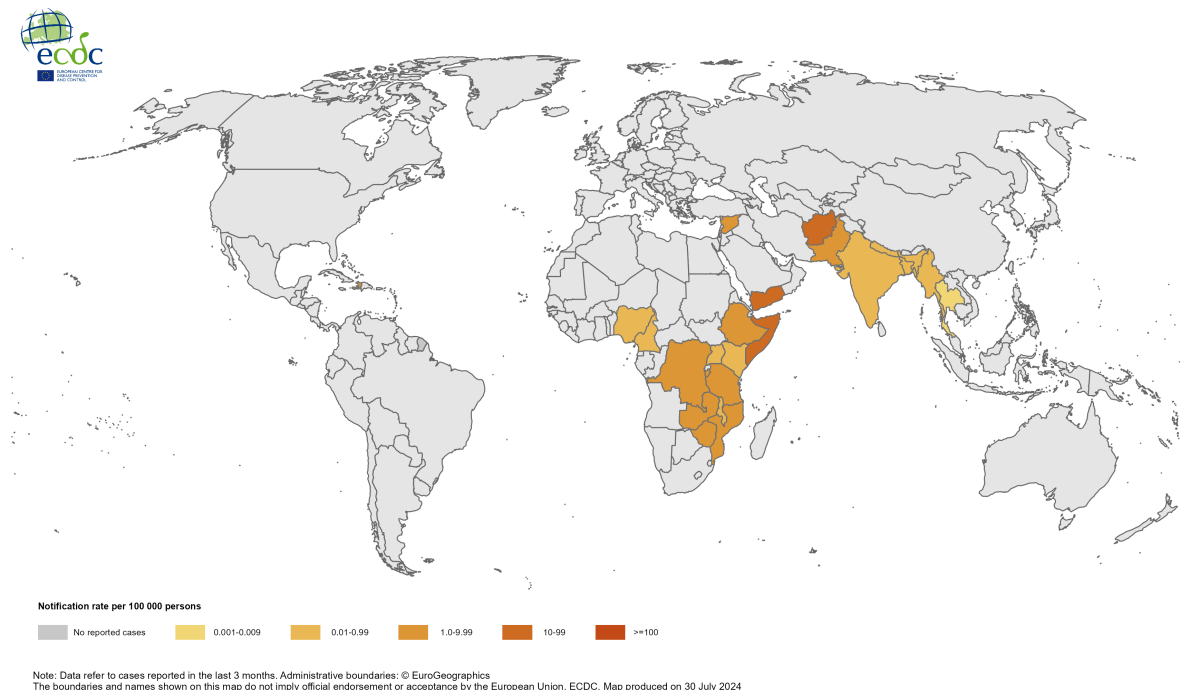 ecdc
EUROPEAN CENTRE FOR
DISEASE PREVENTION
AND CONTROL
Notification rate per 100 000 persons
No reported cases
0.001-0.009
0.01-0.99
1.0-9.99
10-99
>=100
Note: Data refer to cases reported in the last 3 months. Administrative boundaries: © EuroGeographics
The boundaries and names shown on this map do not imply official endorsement or acceptance by the European Union, ECDC. Map produced on 30 July 2024